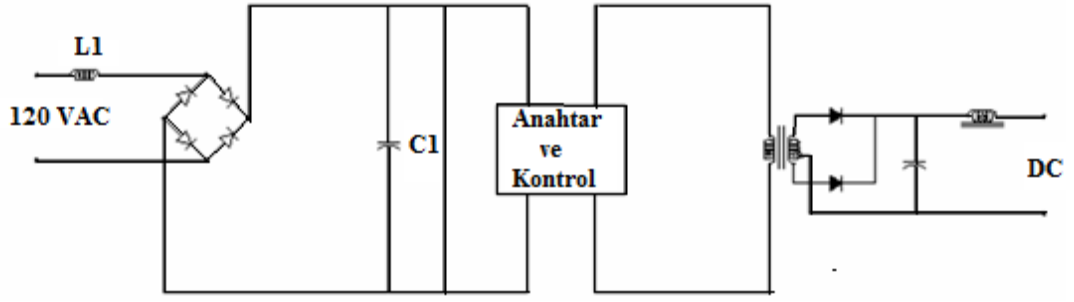 L1
120 VAC
C1
Anahtar
ve
Kontrol
DC